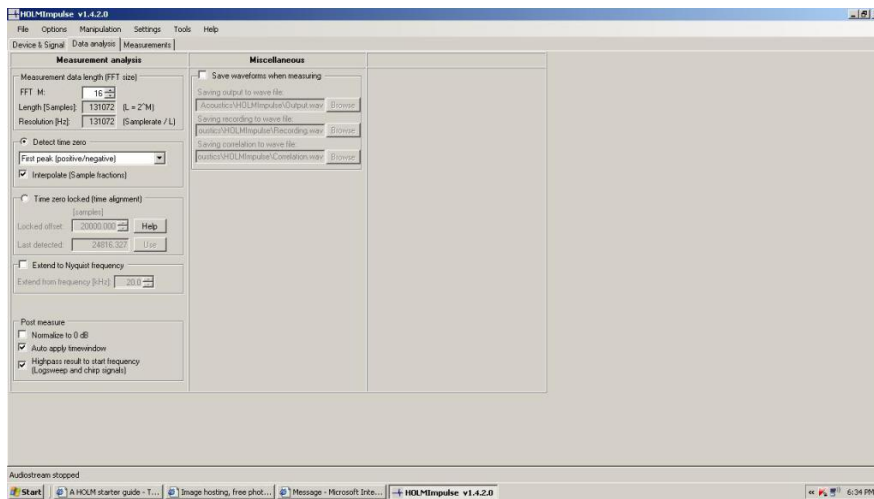 HOLMImpulse v1.4.2.0
File Options Manipulation Settings Tools Help
Device & Signal Data analysis Measurements
Measurement analysis
Measurement data length (FFT size)
FFT M: 16
Length [Samples]: 131072 (L = 2^M)
Resolution [Hz]: 131072 (Samplerate / L)
Detect time zero
First peak (positive/negative)
Interpolate (Sample fractions)
Time zero locked (time alignment)
[samples]
Locked offset: 20000.000 Help
Last detected: 24816.327 Use
Extend to Nyquist frequency
Extend from frequency [kHz]: 20.0
Post measure
Normalize to 0 dB
Auto apply timewindow
Highpass result to start frequency
(Logsweep and chirp signals)
Miscellaneous
Save waveforms when measuring
Saving output to wave file:
Acoustics\HOLMImpulse\Output.wav Browse
Saving recording to wave file:
oustics\HOLMImpulse\Recording.wav Browse
Saving correlation to wave file:
oustics\HOLMImpulse\Correlation.wav Browse
Audiostream stopped
Start A HOLM starter guide - T... Image hosting, free phot... Message - Microsoft Inte... HOLMImpulse v1.4.2.0 6:34 PM